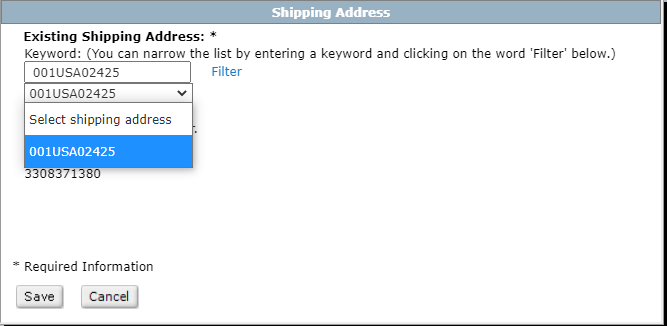 Shipping Address
Existing Shipping Address: *
Keyword: (You can narrow the list by entering a keyword and clicking on the word 'Filter' below.)
001USA02425 Filter
001USA02425
Select shipping address
001USA02425
3308371380
* Required Information
Save Cancel